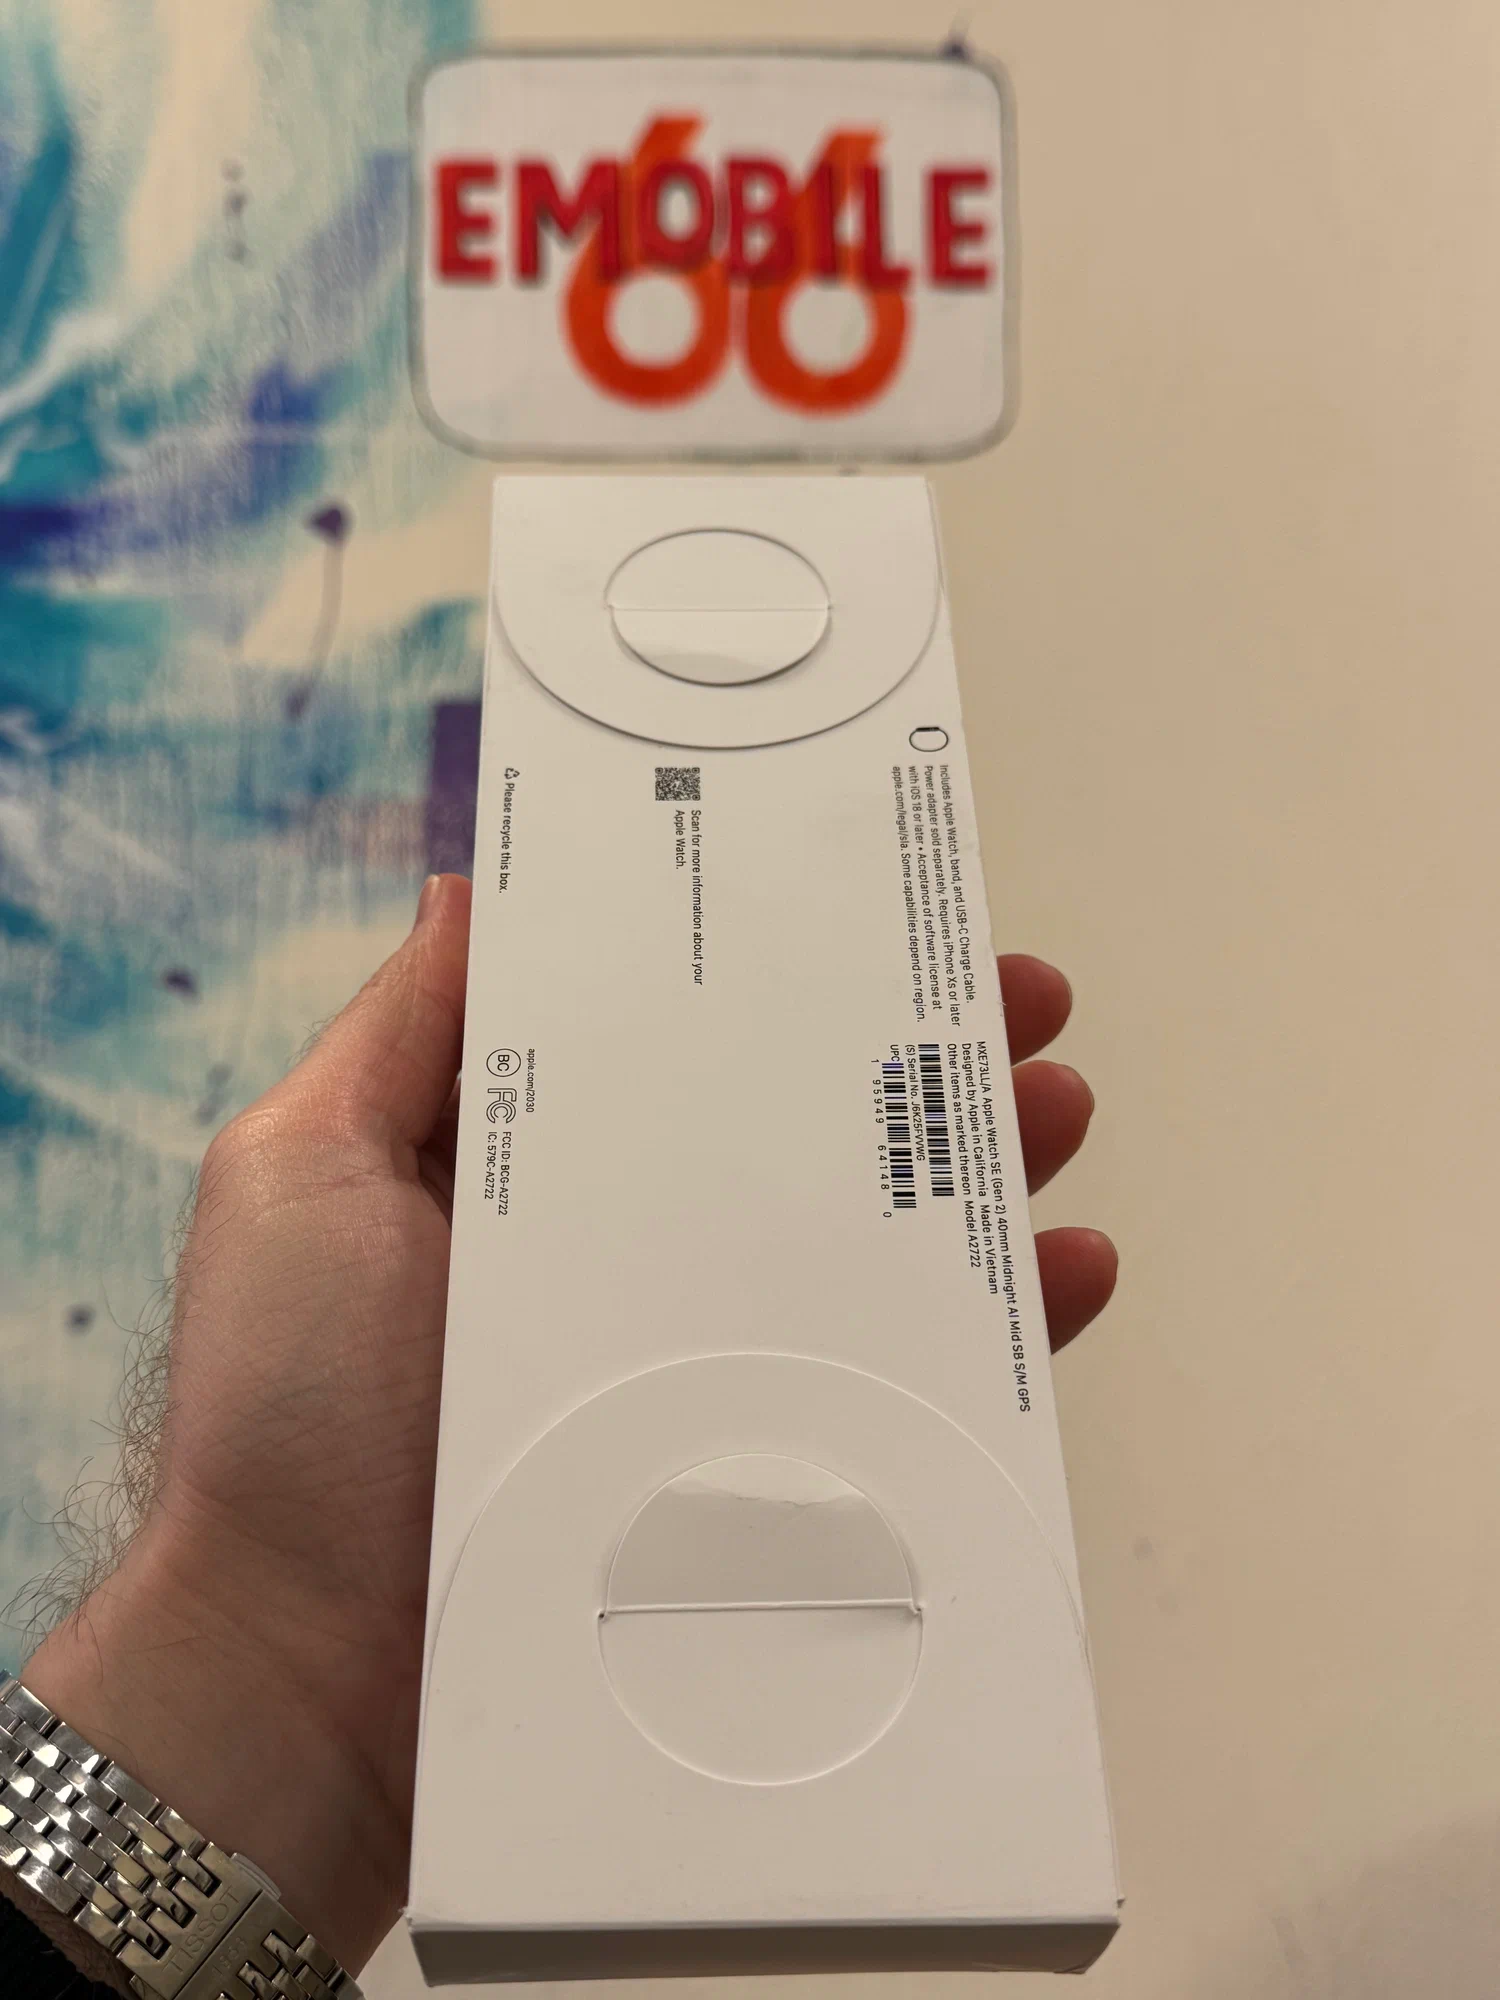 EMOBILE
66
Includes Apple Watch, band, and USB-C Charge Cable.
Power adapter sold separately. Requires iPhone Xs or later
with iOS 18 or later • Acceptance of software license at
apple.com/legal/sla. Some capabilities depend on region.
MXE73LL/A Apple Watch SE (Gen 2) 40mm Midnight Al Mid SB S/M GPS
Designed by Apple in California Made in Vietnam
Other items as marked thereon Model A2722
(S) Serial No. J6K25FVVWG
UPC
1 95949 64148 0
Scan for more information about your
Apple Watch.
Please recycle this box.
apple.com/2030
BC FC
FCC ID: BCG-A2722
IC: 579C-A2722
TISSOT
1853